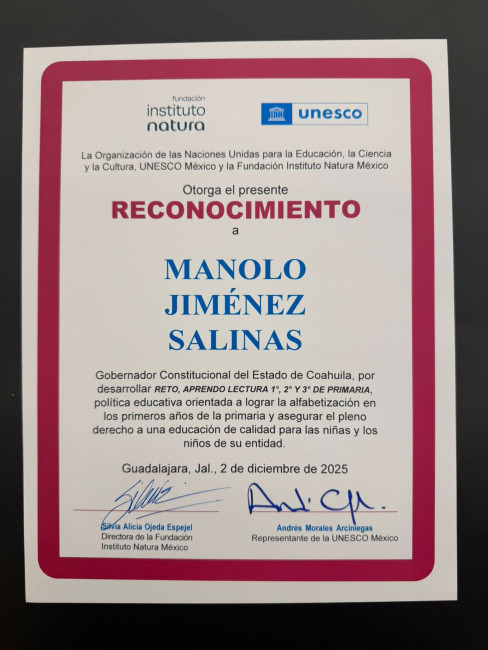 fundación
instituto
natura
unesco
La Organización de las Naciones Unidas para la Educación, la Ciencia
y la Cultura, UNESCO México y la Fundación Instituto Natura México
Otorga el presente
RECONOCIMIENTO
a
MANOLO
JIMÉNEZ
SALINAS
Gobernador Constitucional del Estado de Coahuila, por
desarrollar RETO, APRENDO LECTURA 1°, 2° Y 3° DE PRIMARIA,
política educativa orientada a lograr la alfabetización en
los primeros años de la primaria y asegurar el pleno
derecho a una educación de calidad para las niñas y los
niños de su entidad.
Guadalajara, Jal., 2 de diciembre de 2025
Silvia Alicia Ojeda Espejel
Directora de la Fundación
Instituto Natura México
Andrés Morales Arciniegas
Representante de la UNESCO México